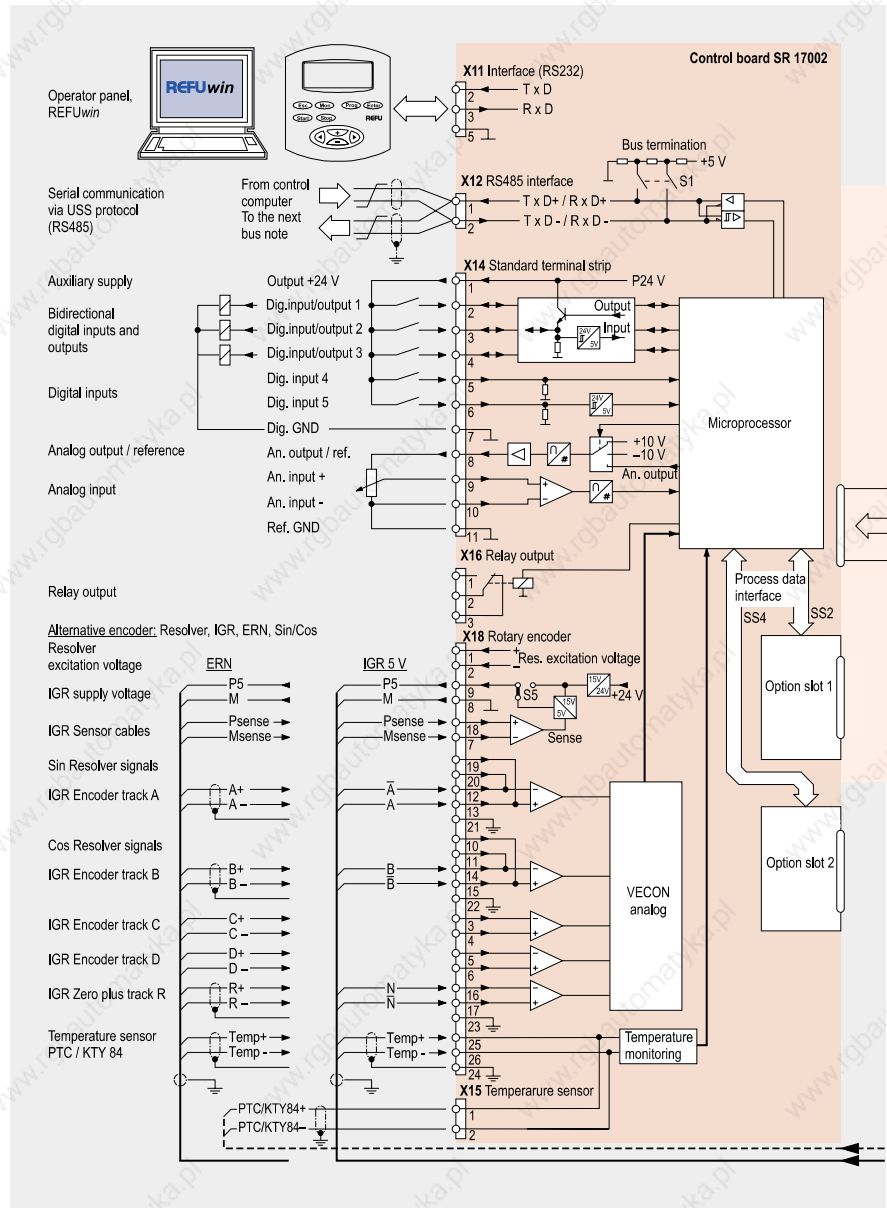 Control board SR 17002
X11 Interface (RS232)
T x D
2
R x D
3
5
REFUwin
Esc Mon Prog Enter
Start Stop
REFU
Operator panel,
REFUwin
Bus termination
+5 V
S1
Serial communication
via USS protocol
(RS485)
From control
computer
To the next
bus note
X12 RS485 interface
1
T x D+ / R x D+
2
T x D - / R x D -
X14 Standard terminal strip
Auxiliary supply
Output +24 V
1
P24 V
Bidirectional
digital inputs and
outputs
Dig.input/output 1
2
Dig.input/output 2
3
Dig.input/output 3
4
Output
Input
24V
5V
Digital inputs
Dig. input 4
5
Dig. input 5
6
24V
5V
Dig. GND
7
Microprocessor
Analog output / reference
An. output / ref.
8
#
+10 V
–10 V
An. output
Analog input
An. input +
9
An. input -
10
+
–
#
Ref. GND
11
X16 Relay output
Relay output
1
2
3
Process data
interface
SS4
SS2
Option slot 1
Option slot 2
Alternative encoder: Resolver, IGR, ERN, Sin/Cos
X18 Rotary encoder
Resolver
excitation voltage
ERN
IGR 5 V
1
+
2
–
Res. excitation voltage
IGR supply voltage
P5
P5
9
M
M
8
S5
15V
24V
+24 V
15V
5V
IGR Sensor cables
Psense
Psense
18
Msense
Msense
7
+
–
Sense
Sin Resolver signals
19
20
IGR Encoder track A
A+
A̅
12
A –
A
13
21
–
+
Cos Resolver signals
10
11
IGR Encoder track B
B+
B
14
B –
B̅
15
22
–
+
VECON
analog
IGR Encoder track C
C+
3
C –
4
–
+
IGR Encoder track D
D+
5
D –
6
–
+
IGR Zero plus track R
R+
N
16
R –
N̅
17
23
–
+
Temperature sensor
PTC / KTY 84
Temp+
Temp+
25
Temp -
Temp -
26
24
Temperature
monitoring
X15 Temperarure sensor
PTC/KTY84+
1
PTC/KTY84–
2
www.rgbautomatyka.pl